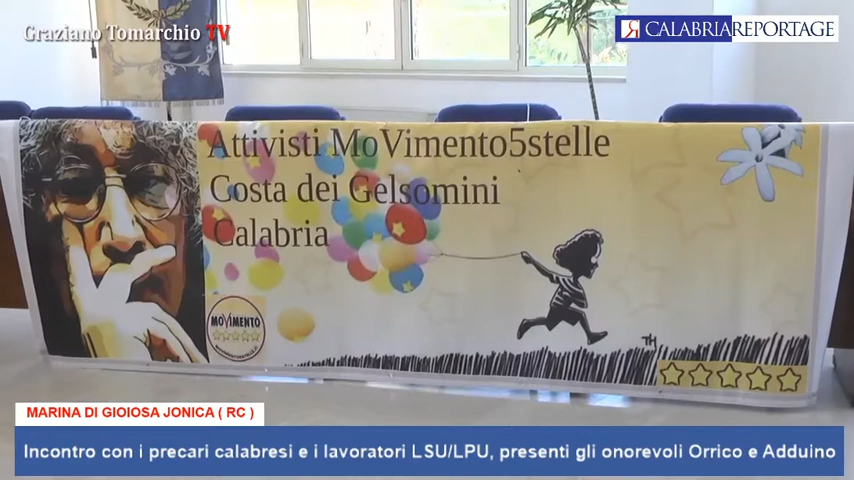 Graziano Tomarchio TV
CALABRIAREPORTAGE
Attivisti MoVimento5stelle
Costa dei Gelsomini
Calabria
MOVIMENTO
TH
MARINA DI GIOIOSA JONICA ( RC )
Incontro con i precari calabresi e i lavoratori LSU/LPU, presenti gli onorevoli Orrico e Adduino